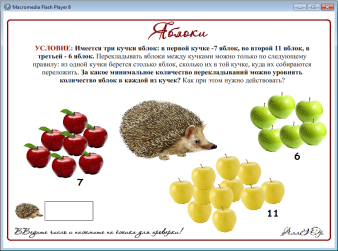 Macromedia Flash Player 8
Яблоки
УСЛОВИЕ: Имеется три кучки яблок: в первой кучке -7 яблок, во второй 11 яблок, в
третьей - 6 яблок. Перекладывать яблоки между кучками можно только по следующему
правилу: из одной кучки берется столько яблок, сколько их в той кучке, куда их собираются
переложить. За какое минимальное количество перекладываний можно уровнять
количество яблок в каждой из кучек? Как при этом нужно действовать?
7
6
11
ВВведите число и нажмите на ёжика для проверки!